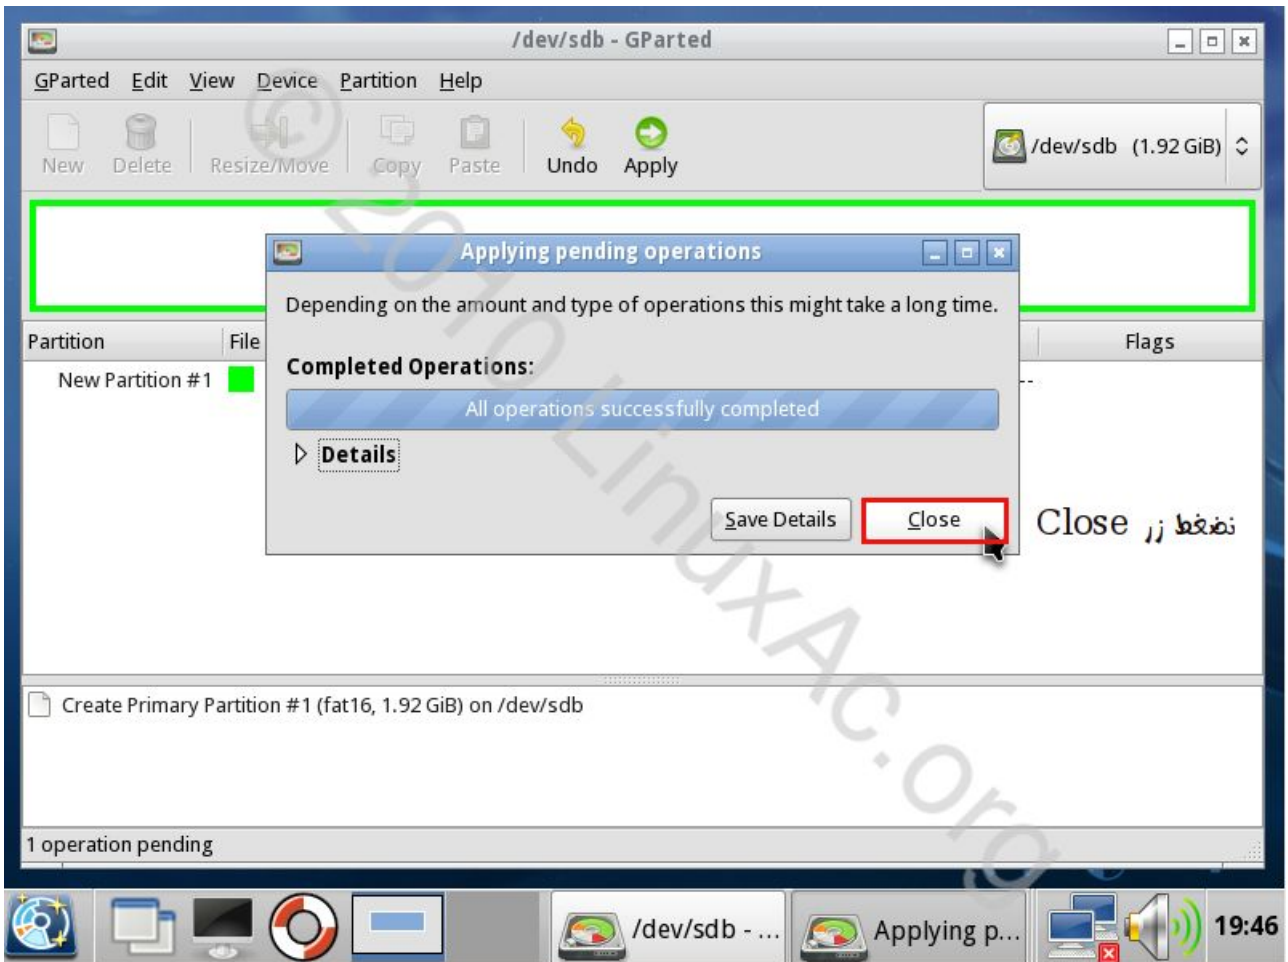 /dev/sdb - GParted
GParted Edit View Device Partition Help
New Delete Resize/Move Copy Paste Undo Apply /dev/sdb (1.92 GiB)
Applying pending operations
Depending on the amount and type of operations this might take a long time.
Partition File Flags
Completed Operations:
New Partition #1 --
All operations successfully completed
Details
Save Details Close
نضغط زر Close
Create Primary Partition #1 (fat16, 1.92 GiB) on /dev/sdb
1 operation pending
/dev/sdb - ... Applying p... 19:46
© 2010 LinuxAc.org